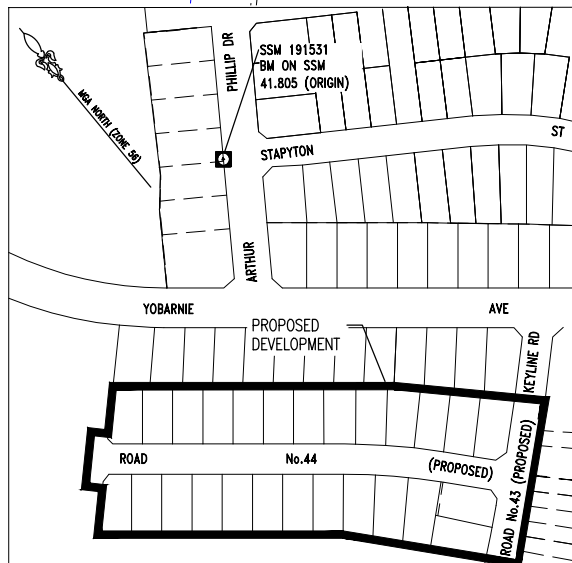 PHILLIP DR
SSM 191531
BM ON SSM
41.805 (ORIGIN)
MGA NORTH (ZONE 56)
STAPYTON ST
ARTHUR
YOBARNIE AVE
PROPOSED
DEVELOPMENT
KEYLINE RD
ROAD No.44 (PROPOSED)
ROAD No.43 (PROPOSED)